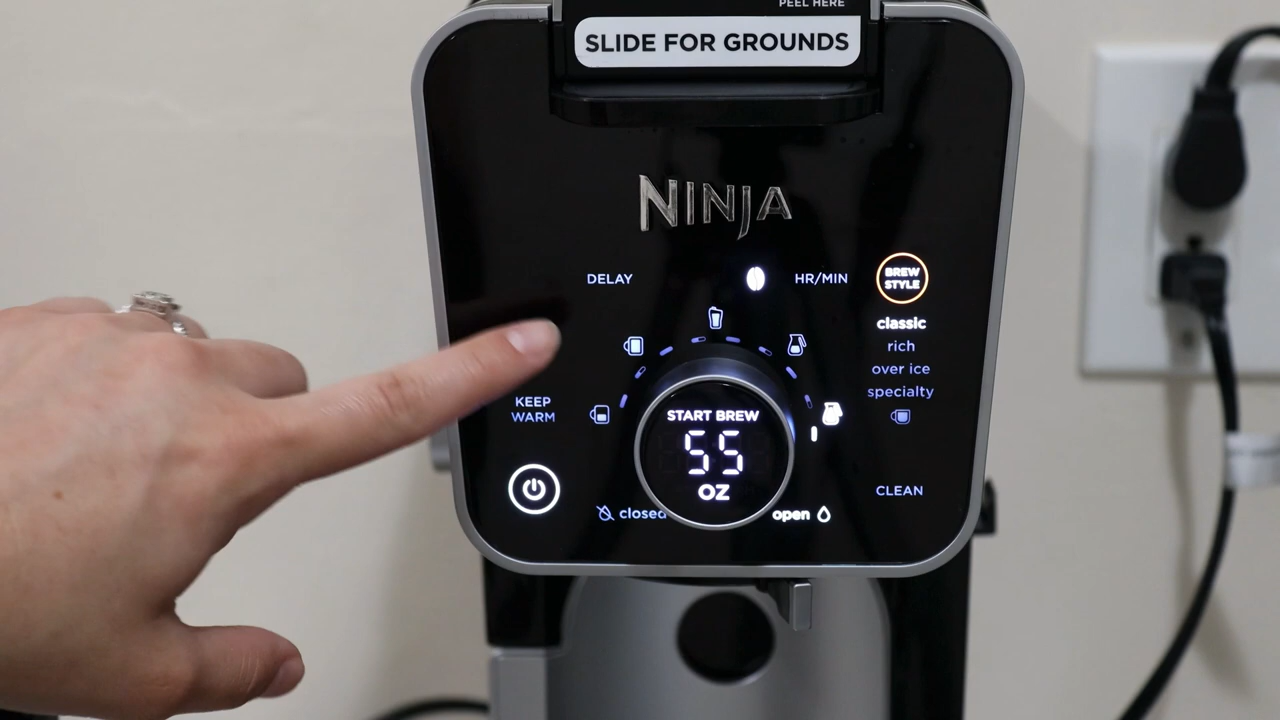 PEEL HERE
SLIDE FOR GROUNDS
NINJA
DELAY
HR/MIN
BREW
STYLE
classic
rich
over ice
specialty
KEEP
WARM
START BREW
55
OZ
CLEAN
closed
open